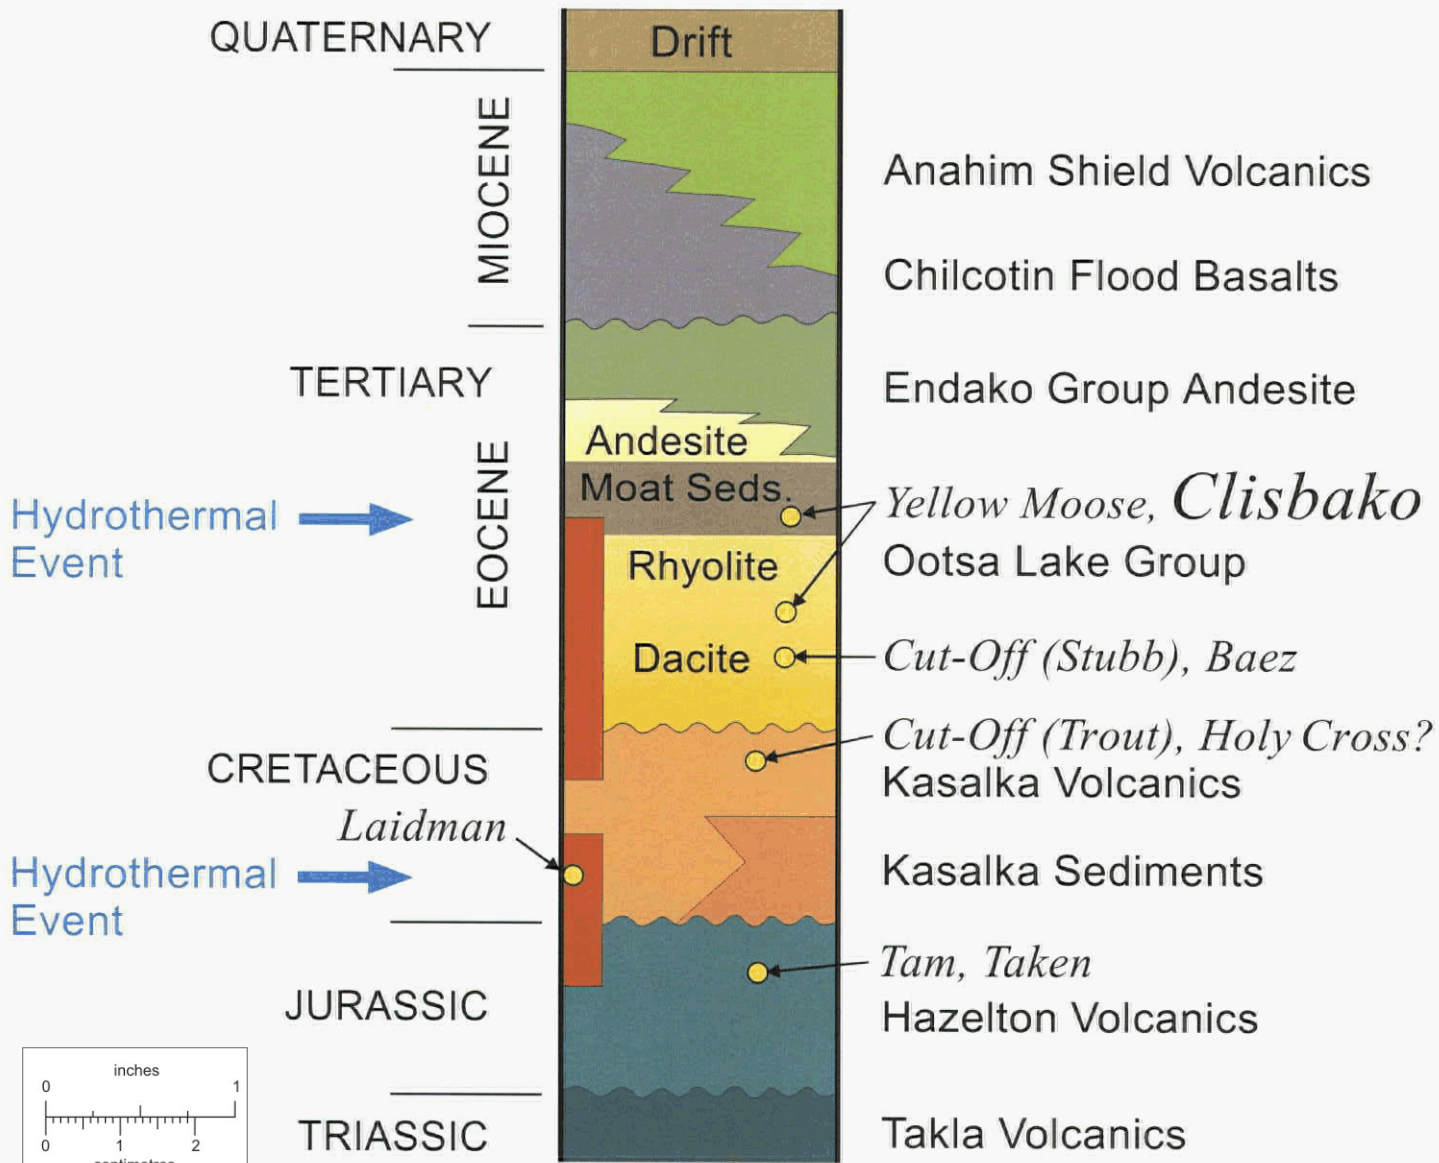 QUATERNARY
Drift
MIOCENE
Anahim Shield Volcanics
Chilcotin Flood Basalts
TERTIARY
Endako Group Andesite
EOCENE
Andesite
Moat Seds.
Hydrothermal
Event
Yellow Moose, Clisbako
Ootsa Lake Group
Rhyolite
Dacite
Cut-Off (Stubb), Baez
Cut-Off (Trout), Holy Cross?
CRETACEOUS
Kasalka Volcanics
Laidman
Hydrothermal
Event
Kasalka Sediments
Tam, Taken
JURASSIC
Hazelton Volcanics
inches
0 1
0 1 2
centimetres
TRIASSIC
Takla Volcanics